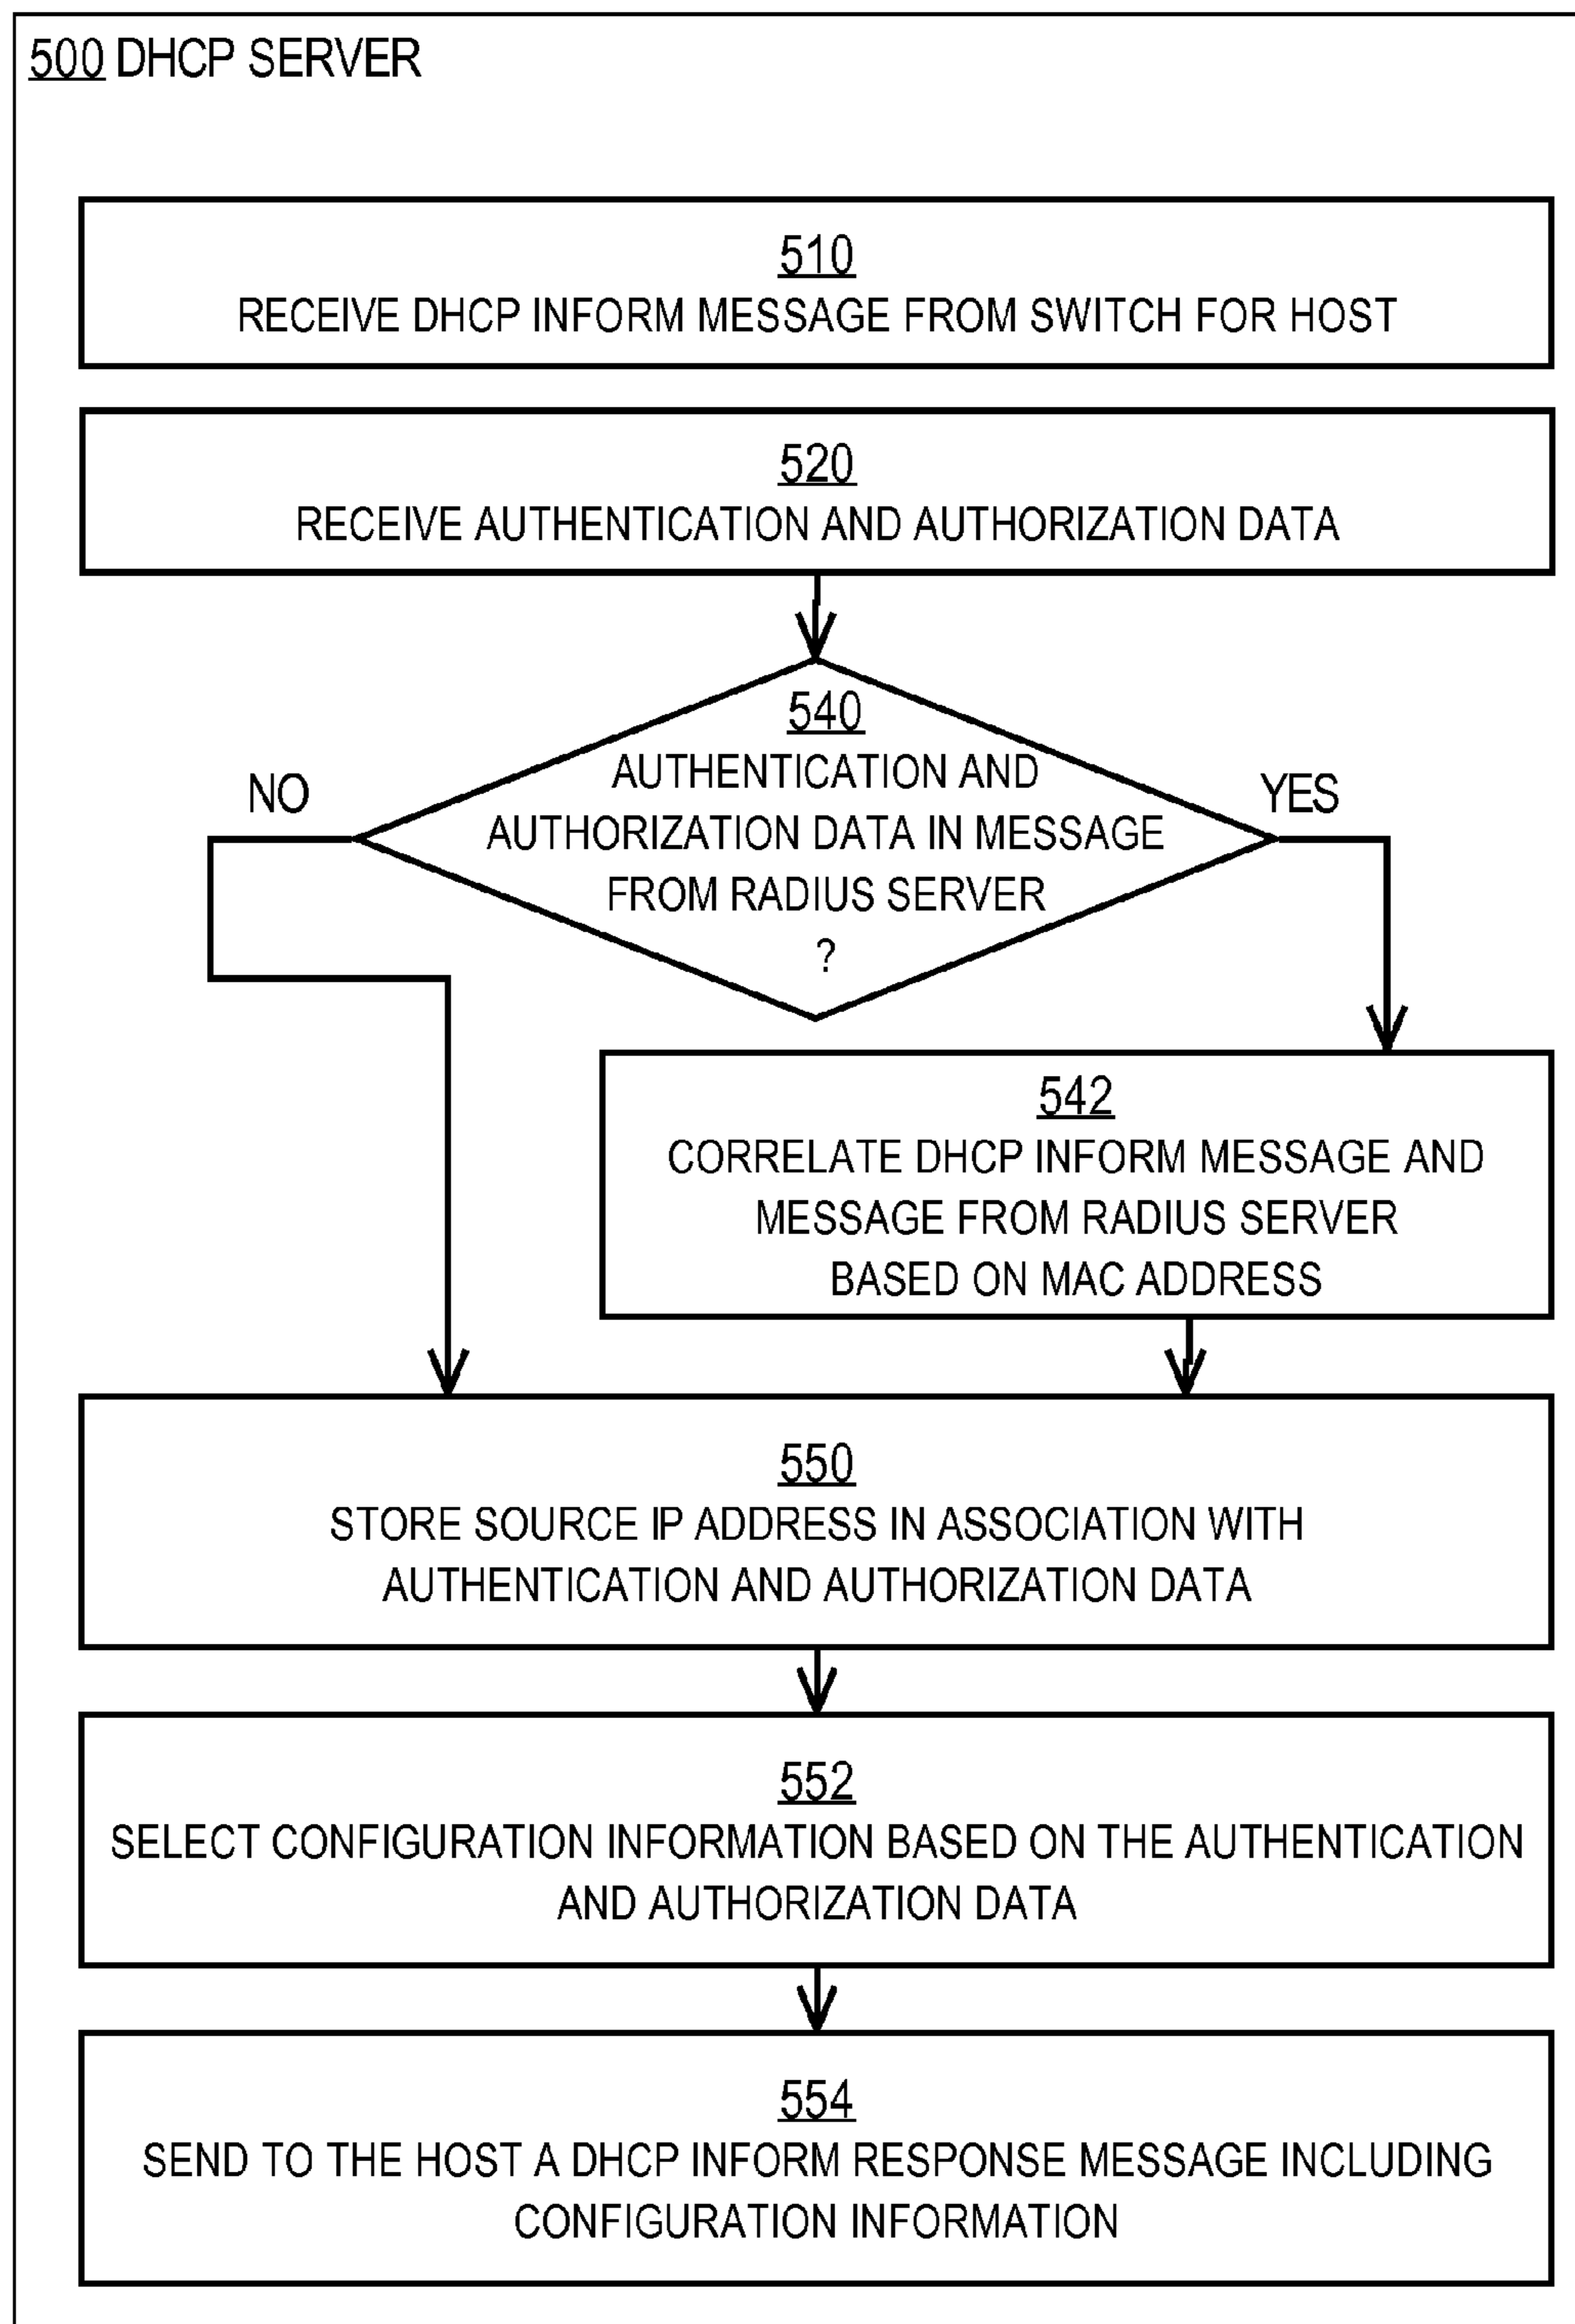 500 DHCP SERVER
510
RECEIVE DHCP INFORM MESSAGE FROM SWITCH FOR HOST
520
RECEIVE AUTHENTICATION AND AUTHORIZATION DATA
540
AUTHENTICATION AND
AUTHORIZATION DATA IN MESSAGE
FROM RADIUS SERVER
?
NO
YES
542
CORRELATE DHCP INFORM MESSAGE AND
MESSAGE FROM RADIUS SERVER
BASED ON MAC ADDRESS
550
STORE SOURCE IP ADDRESS IN ASSOCIATION WITH
AUTHENTICATION AND AUTHORIZATION DATA
552
SELECT CONFIGURATION INFORMATION BASED ON THE AUTHENTICATION
AND AUTHORIZATION DATA
554
SEND TO THE HOST A DHCP INFORM RESPONSE MESSAGE INCLUDING
CONFIGURATION INFORMATION